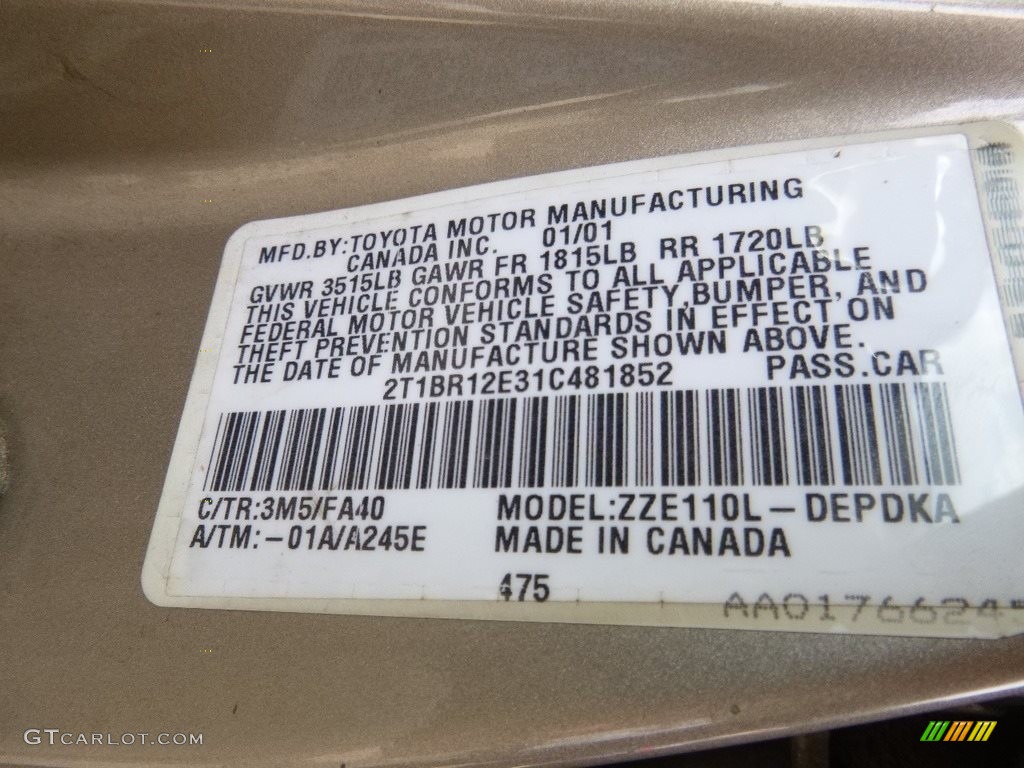 MFD.BY:TOYOTA MOTOR MANUFACTURING
CANADA INC. 01/01
GVWR 3515LB GAWR FR 1815LB RR 1720LB
THIS VEHICLE CONFORMS TO ALL APPLICABLE
FEDERAL MOTOR VEHICLE SAFETY,BUMPER, AND
THEFT PREVENTION STANDARDS IN EFFECT ON
THE DATE OF MANUFACTURE SHOWN ABOVE.
2T1BR12E31C481852 PASS.CAR
C/TR:3M5/FA40 MODEL:ZZE110L-DEPDKA
A/TM:-01A/A245E MADE IN CANADA
475
AA0176624
GTCARLOT.COM